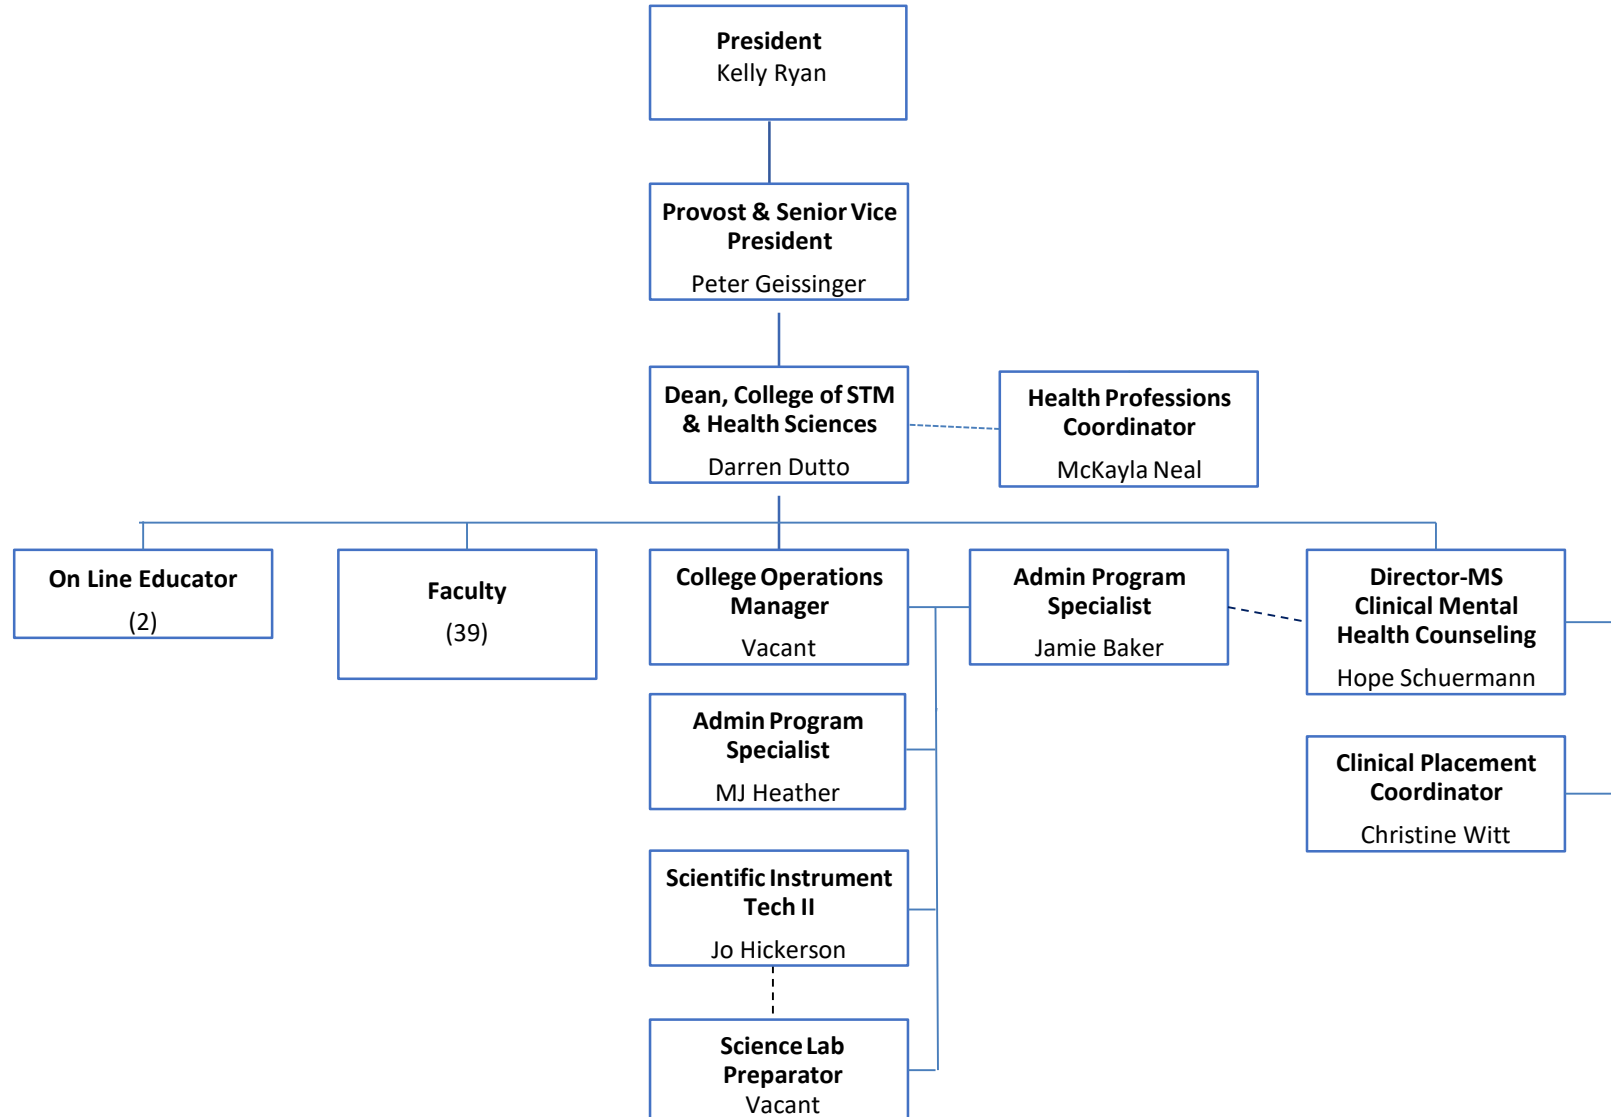 President
Kelly Ryan
Provost & Senior Vice
President
Peter Geissinger
Dean, College of STM
& Health Sciences
Darren Dutto
Health Professions
Coordinator
McKayla Neal
On Line Educator
(2)
Faculty
(39)
College Operations
Manager
Vacant
Admin Program
Specialist
Jamie Baker
Director-MS
Clinical Mental
Health Counseling
Hope Schuermann
Admin Program
Specialist
MJ Heather
Clinical Placement
Coordinator
Christine Witt
Scientific Instrument
Tech II
Jo Hickerson
Science Lab
Preparator
Vacant